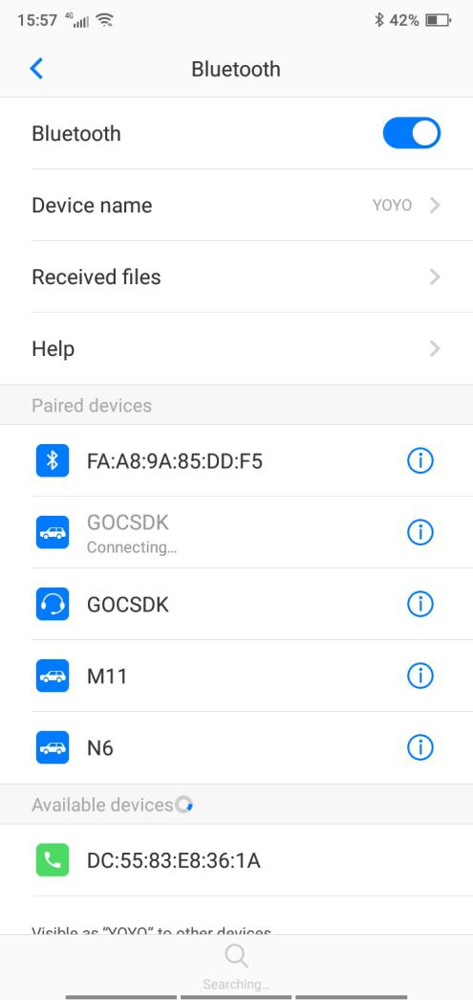 15:57 4G 42%
Bluetooth
Bluetooth
Device name YOYO
Received files
Help
Paired devices
FA:A8:9A:85:DD:F5
GOCSDK
Connecting...
GOCSDK
M11
N6
Available devices
DC:55:83:E8:36:1A
Visible as "YOYO" to other devices
Searching...